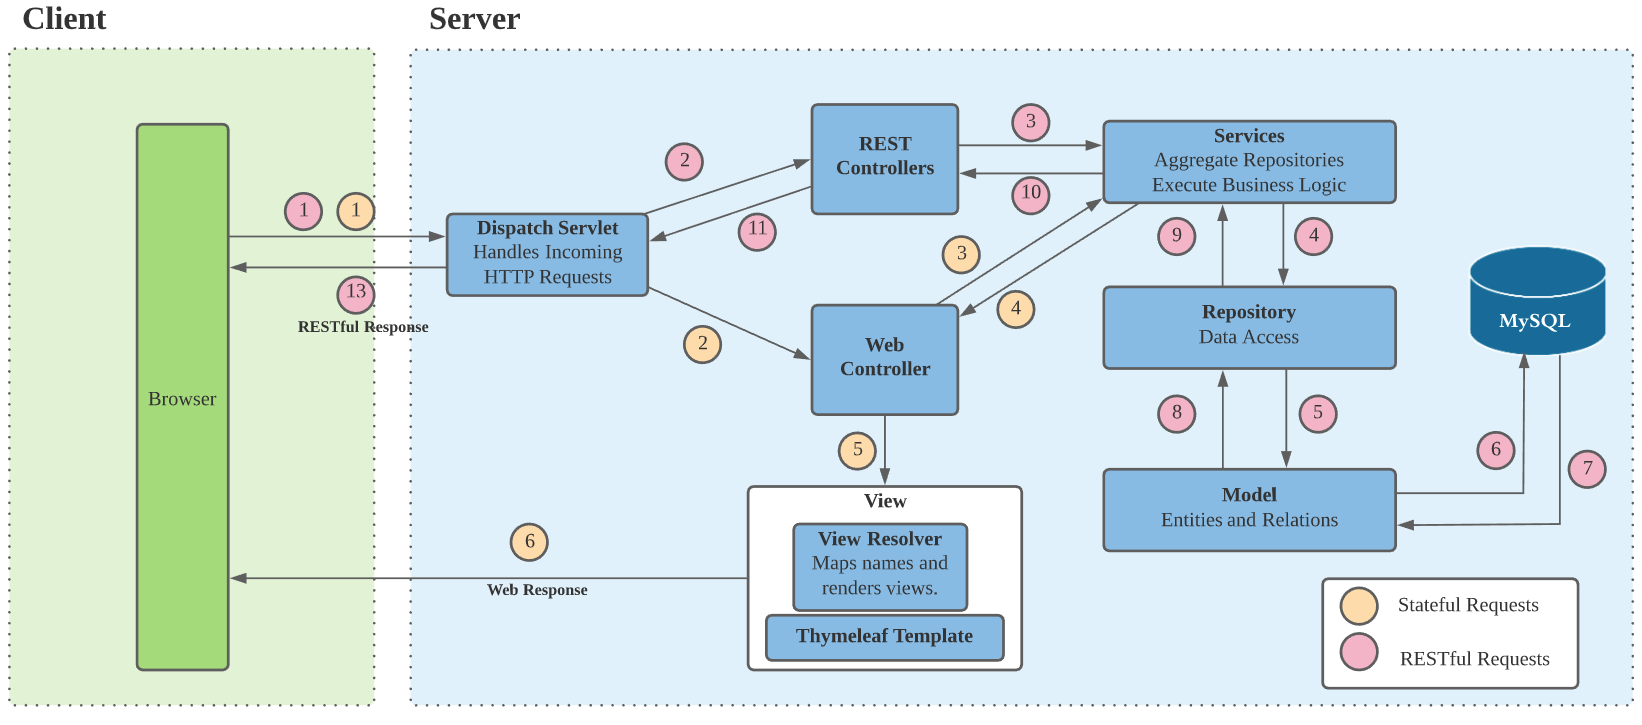 Client
Server
3
REST
Controllers
Services
Aggregate Repositories
Execute Business Logic
2
10
1
1
11
9
4
Dispatch Servlet
Handles Incoming
HTTP Requests
3
13
RESTful Response
4
Repository
Data Access
MySQL
2
Web
Controller
Browser
8
5
5
6
7
View
Model
Entities and Relations
6
View Resolver
Maps names and
renders views.
Web Response
Thymeleaf Template
Stateful Requests
RESTful Requests